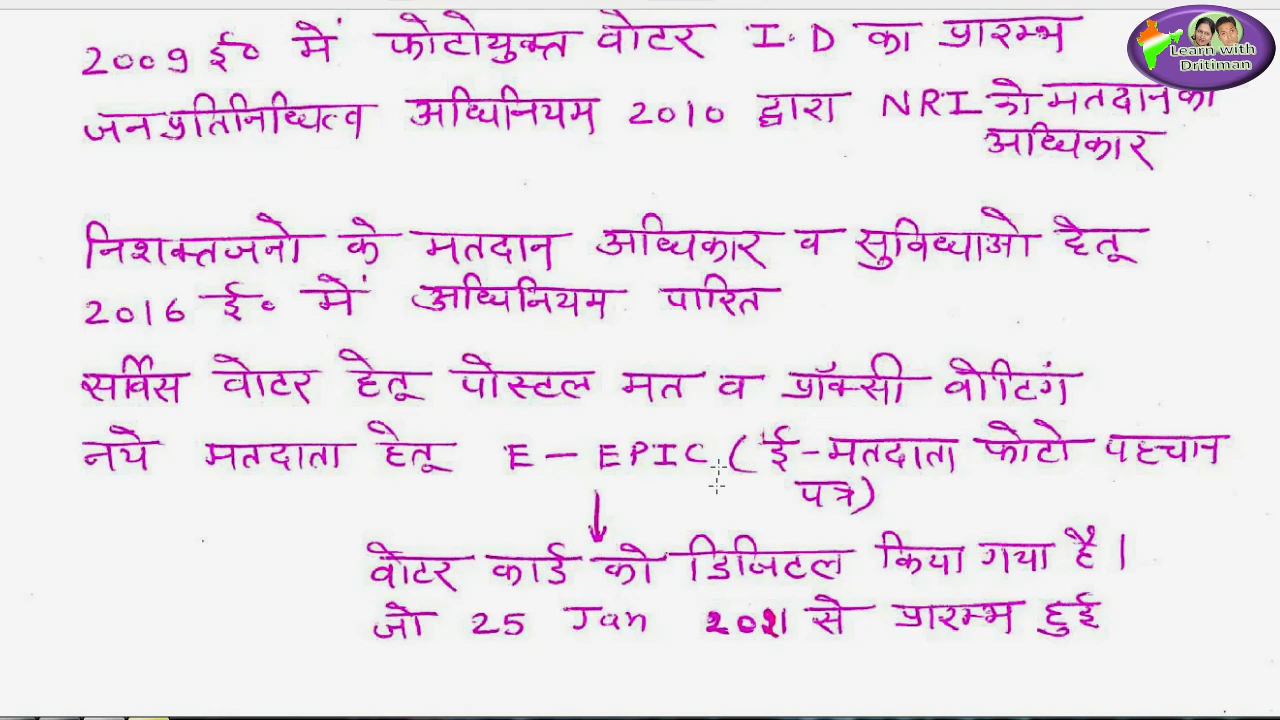 2009 ई० में फोटोयुक्त वोटर I.D का प्रारम्भ
Learn with
Dritiman
जनप्रतिनिधित्व अधिनियम 2010 द्वारा NRI को मतदान का
अधिकार
निशक्तजनो के मतदान अधिकार व सुविधाओ हेतू
2016 ई० में अधिनियम पारित
सर्विस वोटर हेतू पोस्टल मत व प्रॉक्सी वोटिंग
नये मतदाता हेतू E - EPIC (ई-मतदाता फोटो पहचान
पत्र)
वोटर कार्ड को डिजिटल किया गया है।
जो 25 Jan 2021 से प्रारम्भ हुई